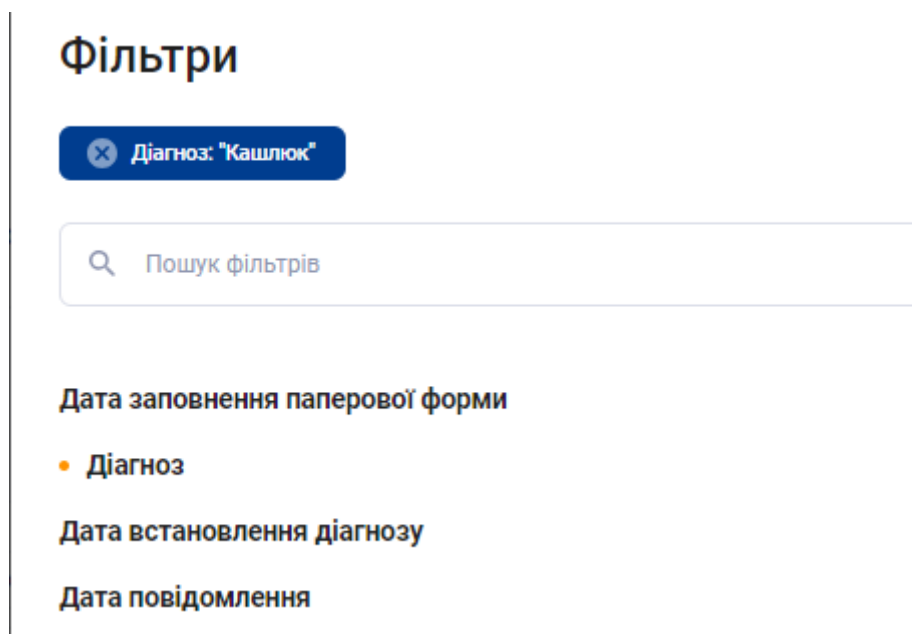 Фільтри
Діагноз: "Кашлюк"
Пошук фільтрів
Дата заповнення паперової форми
Діагноз
Дата встановлення діагнозу
Дата повідомлення